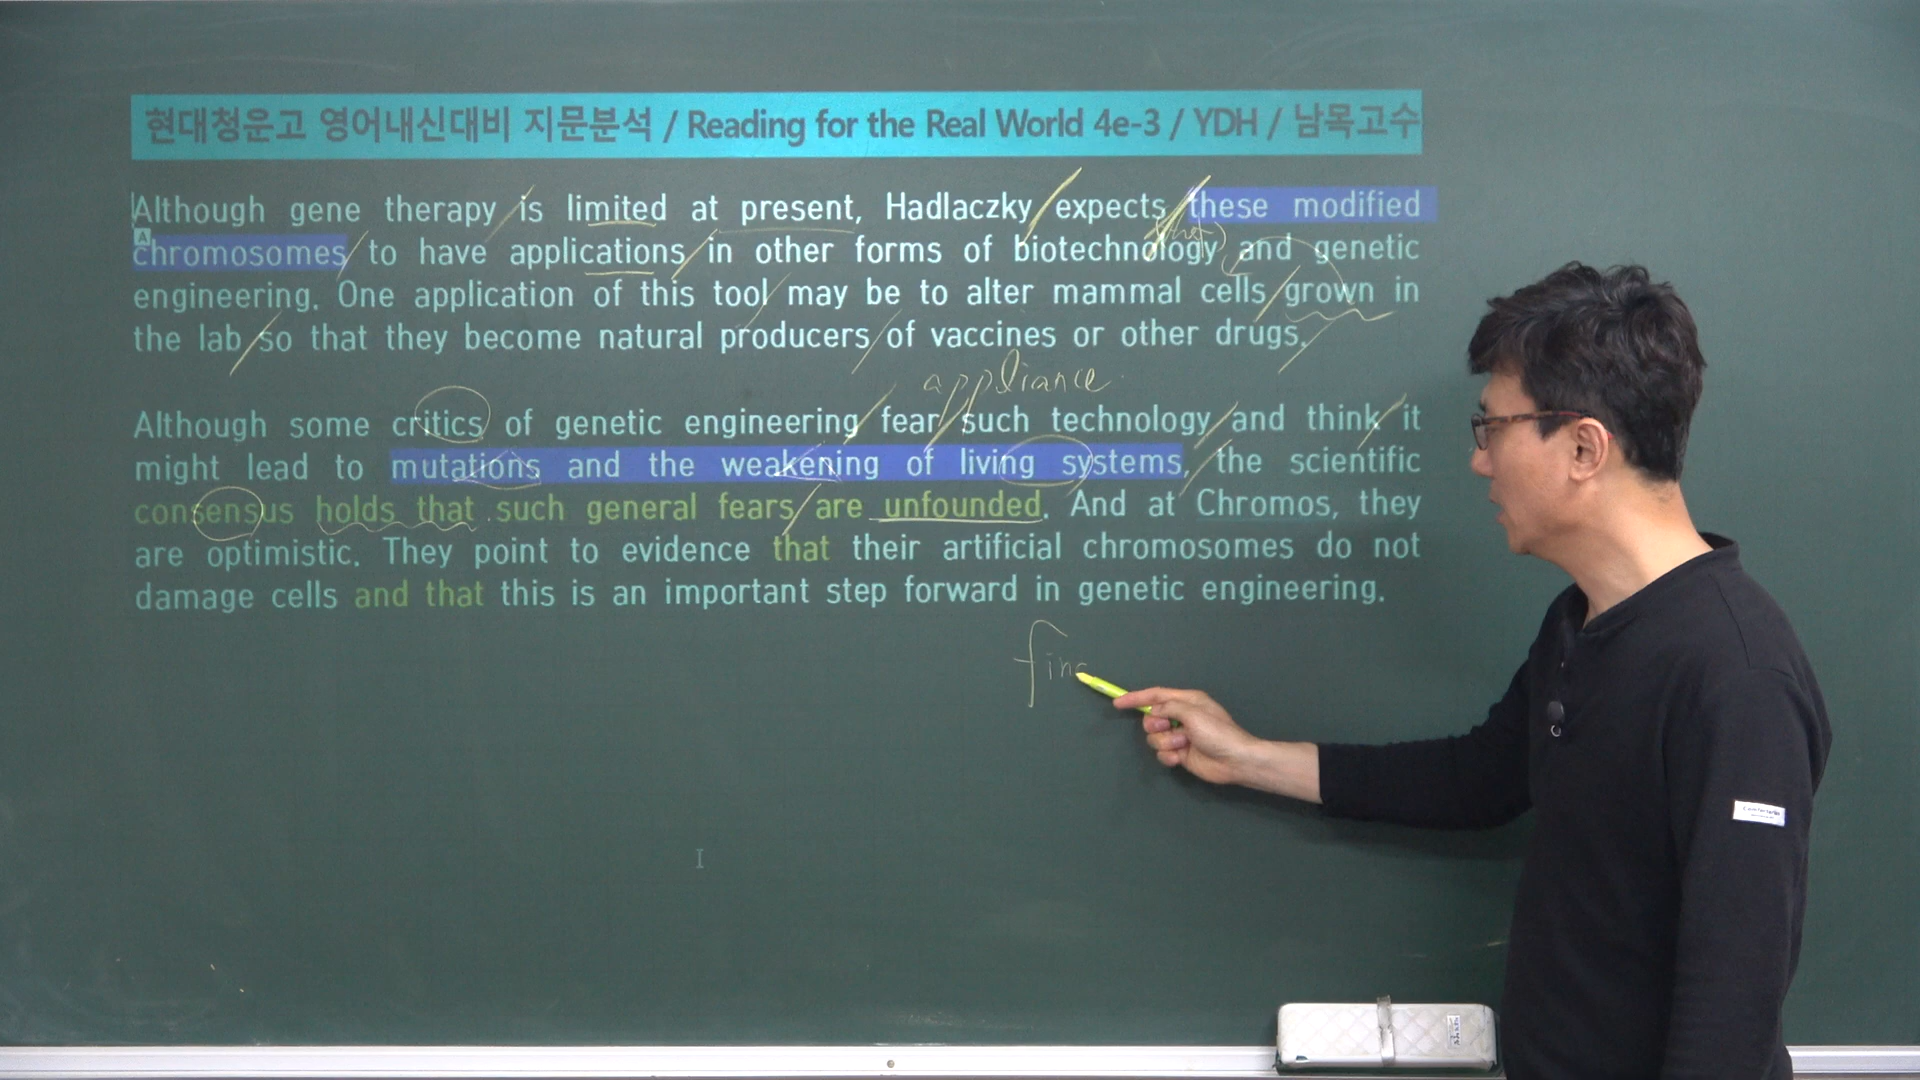 현대청운고 영어내신대비 지문분석 / Reading for the Real World 4e-3 / YDH / 남목고수
Although gene therapy is limited at present, Hadlaczky expects these modified
chromosomes to have applications in other forms of biotechnology and genetic
engineering. One application of this tool may be to alter mammal cells grown in
the lab so that they become natural producers of vaccines or other drugs.
appliance
Although some critics of genetic engineering fear such technology and think it
might lead to mutations and the weakening of living systems, the scientific
consensus holds that such general fears are unfounded. And at Chromos, they
are optimistic. They point to evidence that their artificial chromosomes do not
damage cells and that this is an important step forward in genetic engineering.